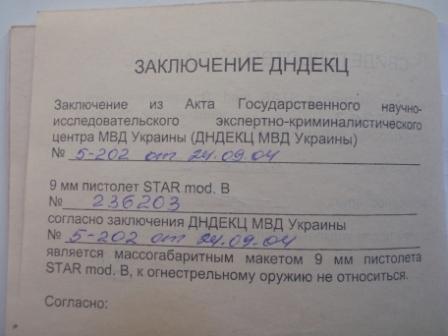 ЗАКЛЮЧЕНИЕ ДНДЕКЦ
Заключение из Акта Государственного научно-
исследовательского экспертно-криминалистического
центра МВД Украины (ДНДЕКЦ МВД Украины)
№ 5-202 от 24.09.04
9 мм пистолет STAR mod. B
№ 236203
согласно заключения ДНДЕКЦ МВД Украины
№ 5-202 от 24.09.04
является массогабаритным макетом 9 мм пистолета
STAR mod. B, к огнестрельному оружию не относиться.
Согласно: